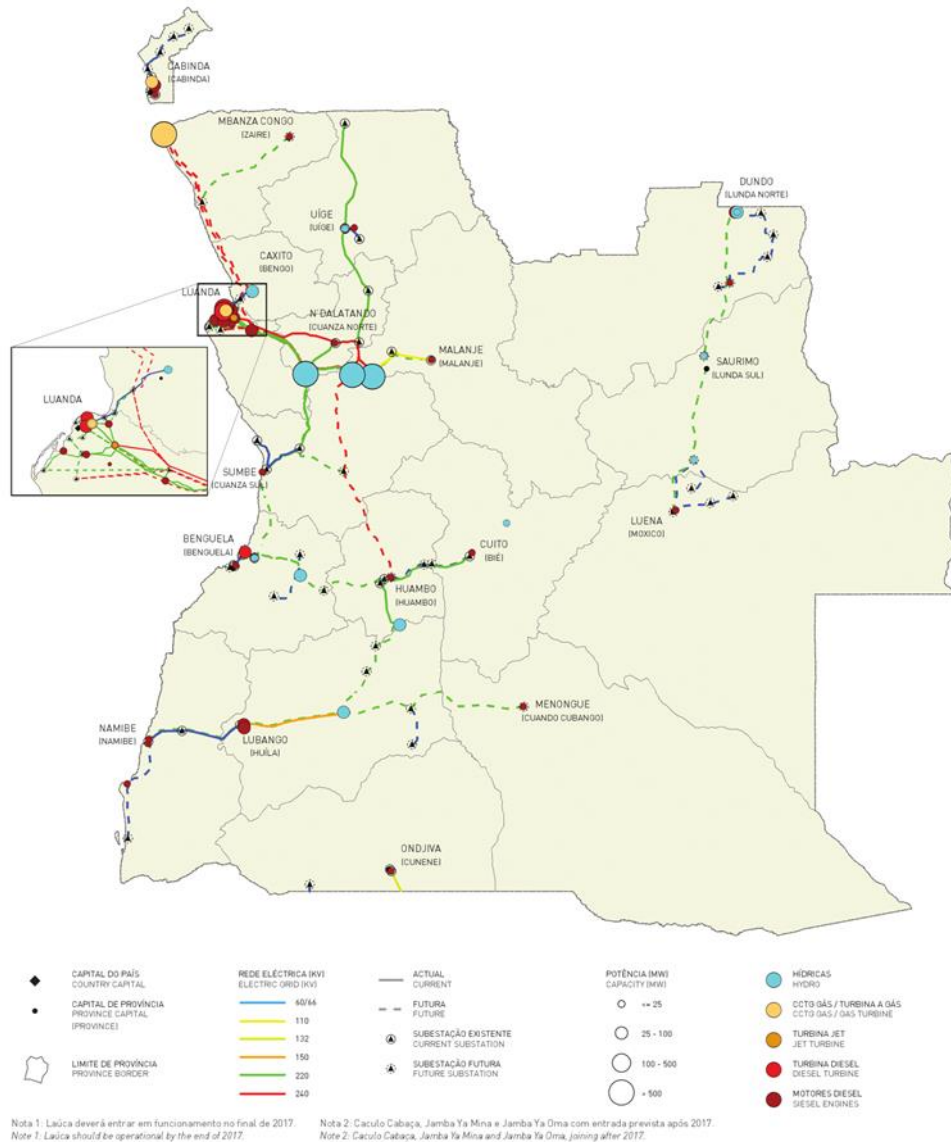 CABINDA
(CABINDA)
MBANZA CONGO
(ZAIRE)
DUNDO
(LUNDA NORTE)
UÍGE
(UÍGE)
CAXITO
(BENGO)
LUANDA
N'DALATANDO
(CUANZA NORTE)
MALANJE
(MALANJE)
SAURIMO
(LUNDA SUL)
LUANDA
SUMBE
(CUANZA SUL)
LUENA
(MOXICO)
BENGUELA
(BENGUELA)
CUITO
(BIÉ)
HUAMBO
(HUAMBO)
MENONGUE
(CUANDO CUBANGO)
NAMIBE
(NAMIBE)
LUBANGO
(HUÍLA)
ONDJIVA
(CUNENE)
CAPITAL DO PAÍS
COUNTRY CAPITAL
CAPITAL DE PROVÍNCIA
PROVINCE CAPITAL
(PROVINCE)
LIMITE DE PROVÍNCIA
PROVINCE BORDER
REDE ELÉCTRICA (KV)
ELECTRIC GRID (KV)
60/66
110
132
150
220
240
ACTUAL
CURRENT
FUTURA
FUTURE
SUBESTAÇÃO EXISTENTE
CURRENT SUBSTATION
SUBESTAÇÃO FUTURA
FUTURE SUBSTATION
POTÊNCIA (MW)
CAPACITY (MW)
<= 25
25 - 100
100 - 500
> 500
HÍDRICAS
HYDRO
CCTG GÁS / TURBINA A GÁS
CCTG GAS / GAS TURBINE
TURBINA JET
JET TURBINE
TURBINA DIESEL
DIESEL TURBINE
MOTORES DIESEL
SIESEL ENGINES
Nota 1: Laúca deverá entrar em funcionamento no final de 2017.
Note 1: Laúca should be operational by the end of 2017.
Nota 2: Caculo Cabaça, Jamba Ya Mina e Jamba Ya Oma com entrada prevista após 2017.
Note 2: Caculo Cabaça, Jamba Ya Mina and Jamba Ya Oma, joining after 2017.